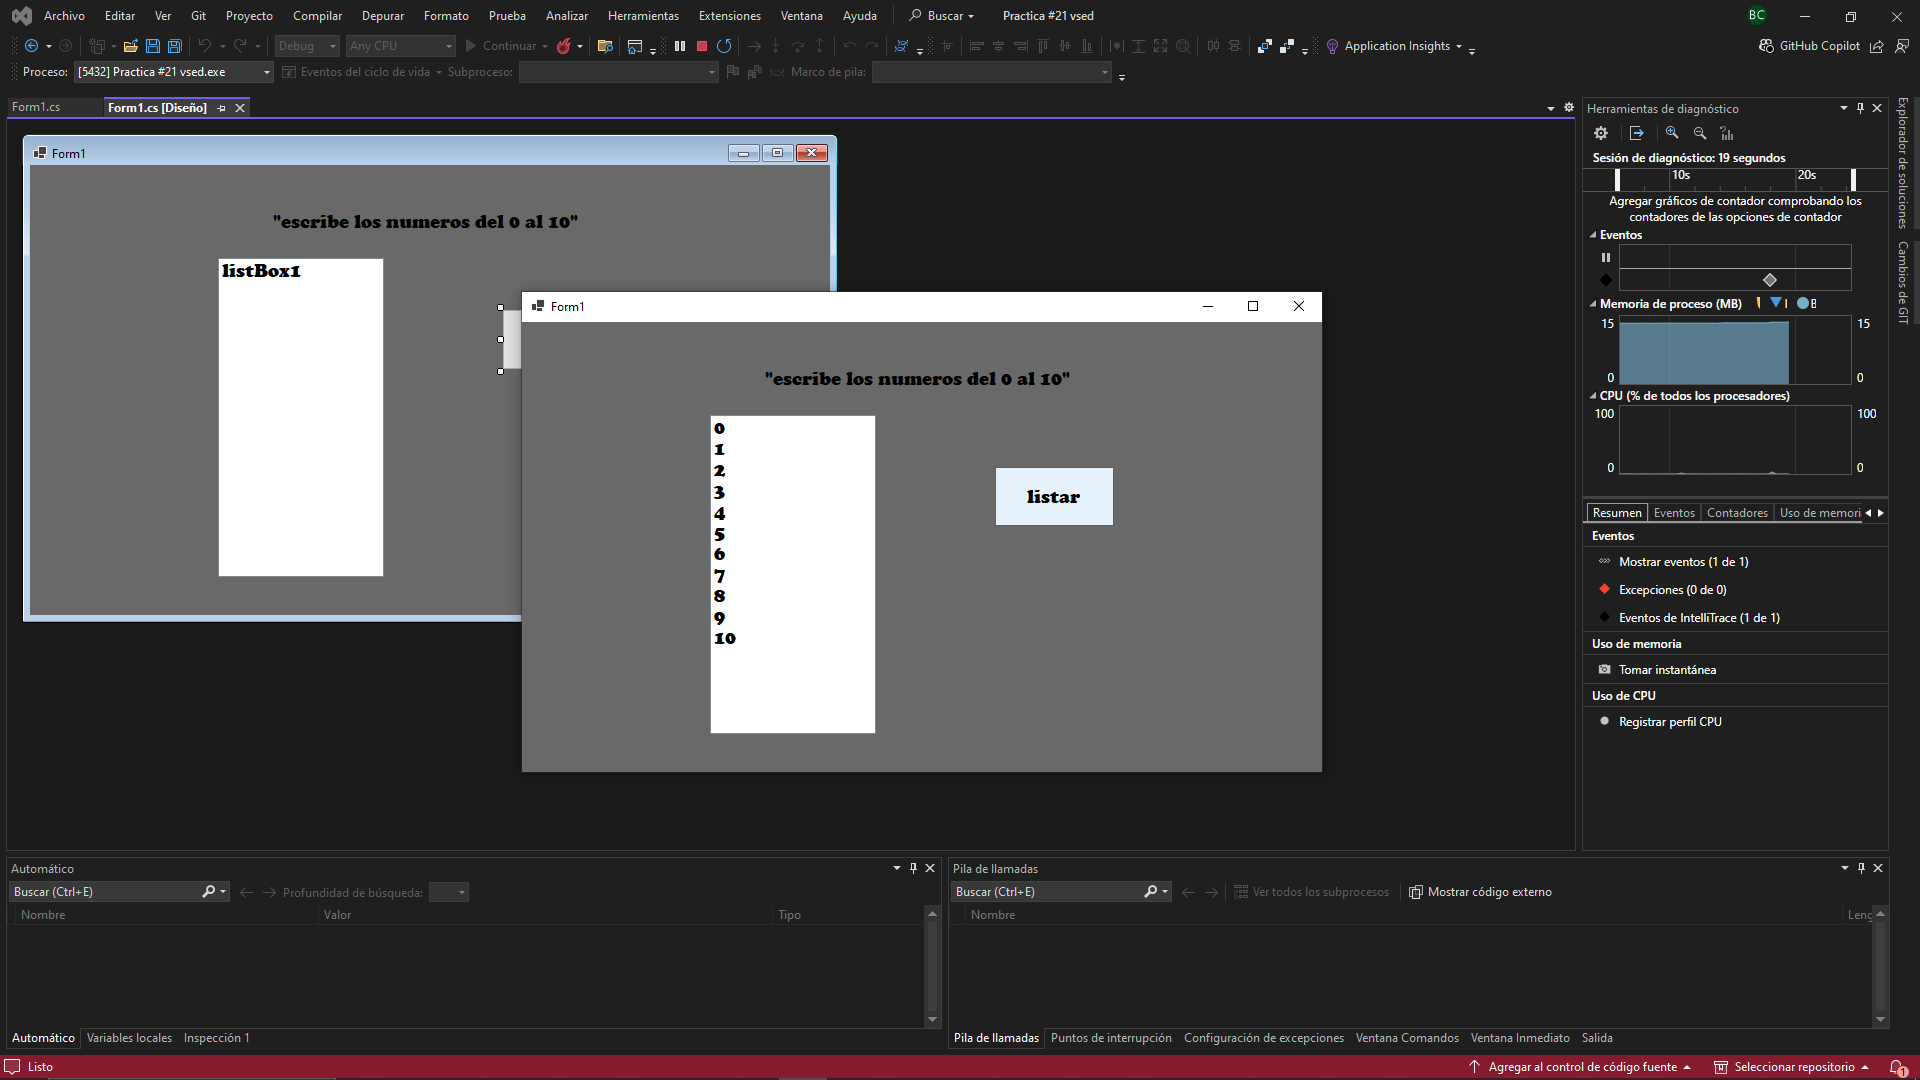 Archivo Editar Ver Git Proyecto Compilar Depurar Formato Prueba Analizar Herramientas Extensiones Ventana Ayuda Buscar Practica #21 vsed BC
Debug Any CPU Continuar Application Insights GitHub Copilot
Proceso: [5432] Practica #21 vsed.exe Eventos del ciclo de vida Subproceso: Marco de pila:
Form1.cs Form1.cs [Diseño]
Form1
"escribe los numeros del 0 al 10"
listBox1
Form1
"escribe los numeros del 0 al 10"
0
1
2
3
4
5
6
7
8
9
10
listar
Herramientas de diagnóstico
Sesión de diagnóstico: 19 segundos
10s 20s
Agregar gráficos de contador comprobando los
contadores de las opciones de contador
Eventos
Memoria de proceso (MB)
15 15
0 0
CPU (% de todos los procesadores)
100 100
0 0
Resumen Eventos Contadores Uso de memori
Eventos
Mostrar eventos (1 de 1)
Excepciones (0 de 0)
Eventos de IntelliTrace (1 de 1)
Uso de memoria
Tomar instantánea
Uso de CPU
Registrar perfil CPU
Explorador de soluciones
Cambios de GIT
Automático
Buscar (Ctrl+E) Profundidad de búsqueda:
Nombre Valor Tipo
Automático Variables locales Inspección 1
Pila de llamadas
Buscar (Ctrl+E) Ver todos los subprocesos Mostrar código externo
Nombre Leng
Pila de llamadas Puntos de interrupción Configuración de excepciones Ventana Comandos Ventana Inmediato Salida
Listo Agregar al control de código fuente Seleccionar repositorio 1